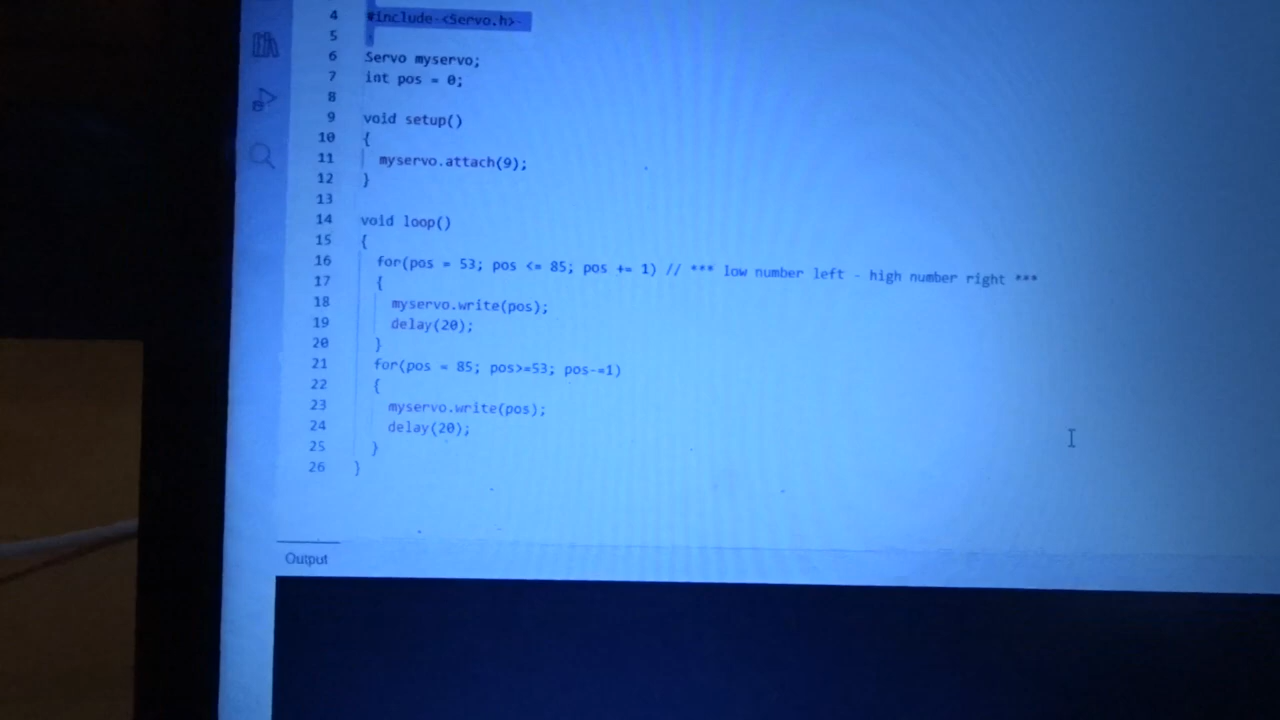 4 #include <Servo.h>
5
6 Servo myservo;
7 int pos = 0;
8
9 void setup()
10 {
11 myservo.attach(9);
12 }
13
14 void loop()
15 {
16 for(pos = 53; pos <= 85; pos += 1) // *** low number left - high number right ***
17 {
18 myservo.write(pos);
19 delay(20);
20 }
21 for(pos = 85; pos>=53; pos-=1)
22 {
23 myservo.write(pos);
24 delay(20);
25 }
26 }
Output